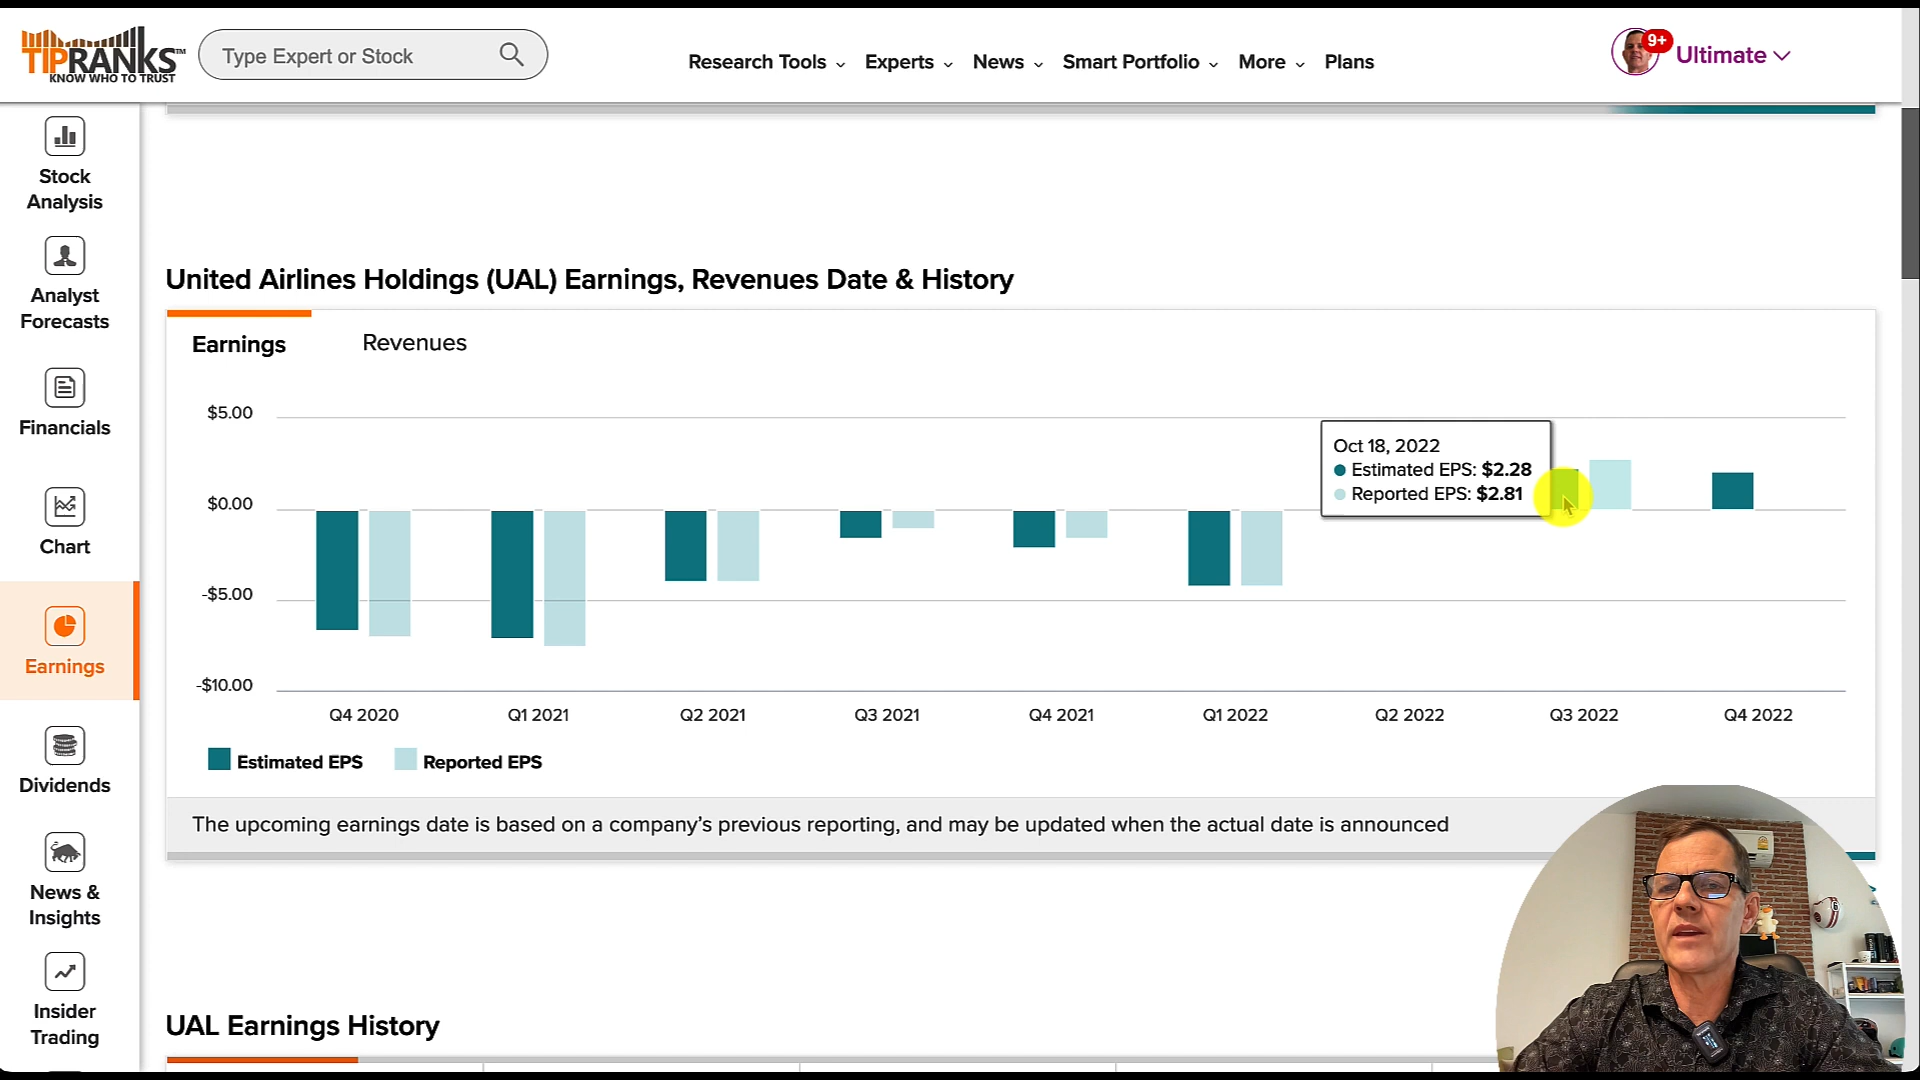 TIPRANKS™
KNOW WHO TO TRUST
Type Expert or Stock
Research Tools
Experts
News
Smart Portfolio
More
Plans
9+
Ultimate
Stock
Analysis
Analyst
Forecasts
Financials
Chart
Earnings
Dividends
News &
Insights
Insider
Trading
United Airlines Holdings (UAL) Earnings, Revenues Date & History
Earnings
Revenues
$5.00
$0.00
-$5.00
-$10.00
Oct 18, 2022
Estimated EPS: $2.28
Reported EPS: $2.81
Q4 2020
Q1 2021
Q2 2021
Q3 2021
Q4 2021
Q1 2022
Q2 2022
Q3 2022
Q4 2022
Estimated EPS
Reported EPS
The upcoming earnings date is based on a company’s previous reporting, and may be updated when the actual date is announced
UAL Earnings History